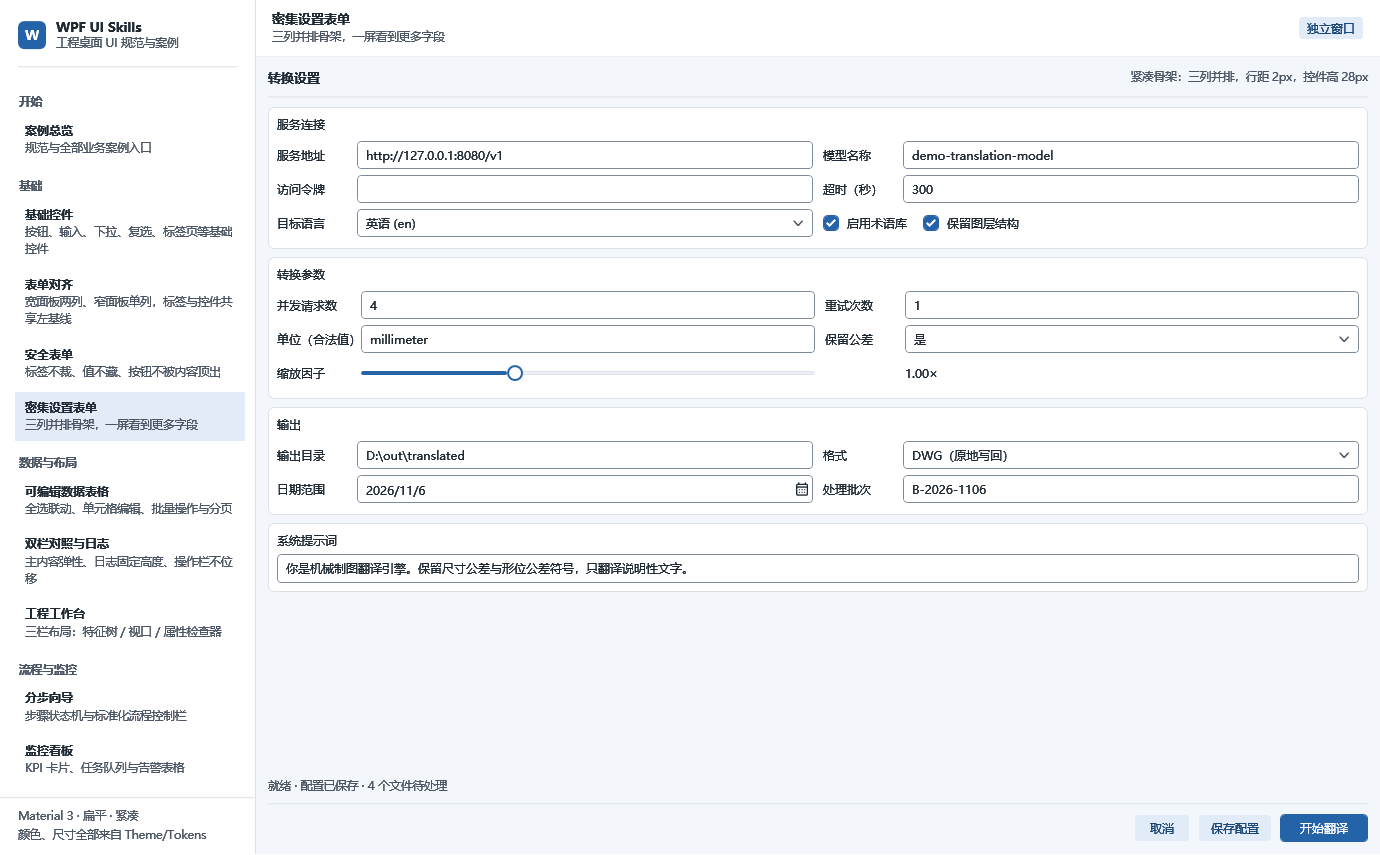 W
WPF UI Skills
工程桌面 UI 规范与案例
开始
案例总览
规范与全部业务案例入口
基础
基础控件
按钮、输入、下拉、复选、标签页等基础
控件
表单对齐
宽面板两列、窄面板单列，标签与控件共
享左基线
安全表单
标签不裁、值不藏、按钮不被内容顶出
密集设置表单
三列并排骨架，一屏看到更多字段
数据与布局
可编辑数据表格
全选联动、单元格编辑、批量操作与分页
双栏对照与日志
主内容弹性、日志固定高度、操作栏不位
移
工程工作台
三栏布局：特征树 / 视口 / 属性检查器
流程与监控
分步向导
步骤状态机与标准化流程控制栏
监控看板
KPI 卡片、任务队列与告警表格
Material 3 · 扁平 · 紧凑
颜色、尺寸全部来自 Theme/Tokens
密集设置表单
三列并排骨架，一屏看到更多字段
独立窗口
转换设置
紧凑骨架：三列并排，行距 2px，控件高 28px
服务连接
服务地址 http://127.0.0.1:8080/v1 模型名称 demo-translation-model
访问令牌 超时（秒） 300
目标语言 英语 (en) 启用术语库 保留图层结构
转换参数
并发请求数 4 重试次数 1
单位（合法值） millimeter 保留公差 是
缩放因子 1.00×
输出
输出目录 D:\out\translated 格式 DWG（原地写回）
日期范围 2026/11/6 处理批次 B-2026-1106
系统提示词
你是机械制图翻译引擎。保留尺寸公差与形位公差符号，只翻译说明性文字。
就绪 · 配置已保存 · 4 个文件待处理
取消 保存配置 开始翻译